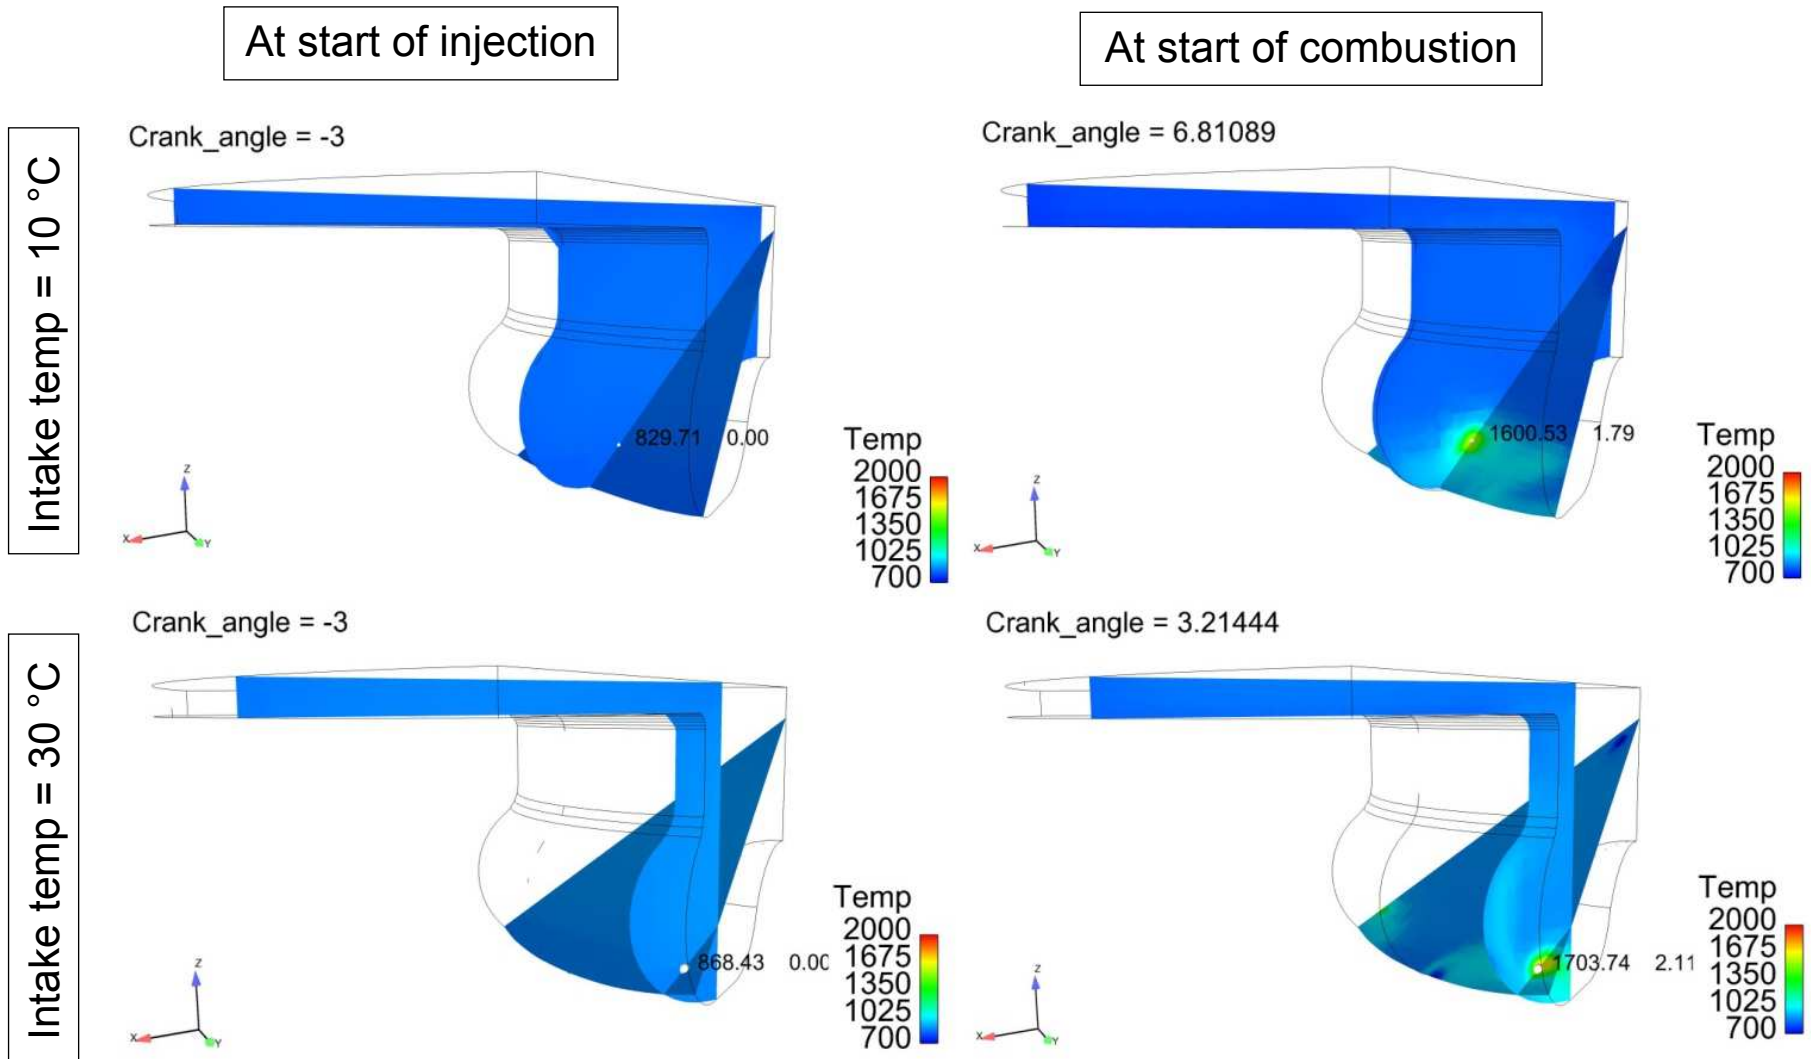 At start of injection
At start of combustion
Intake temp = 10 °C
Crank_angle = -3
829.71 0.00
Temp
2000
1675
1350
1025
700
Z
X
Y
Crank_angle = 6.81089
1600.53 1.79
Temp
2000
1675
1350
1025
700
Z
X
Y
Intake temp = 30 °C
Crank_angle = -3
868.43 0.00
Temp
2000
1675
1350
1025
700
Z
X
Y
Crank_angle = 3.21444
1703.74 2.11
Temp
2000
1675
1350
1025
700
Z
X
Y